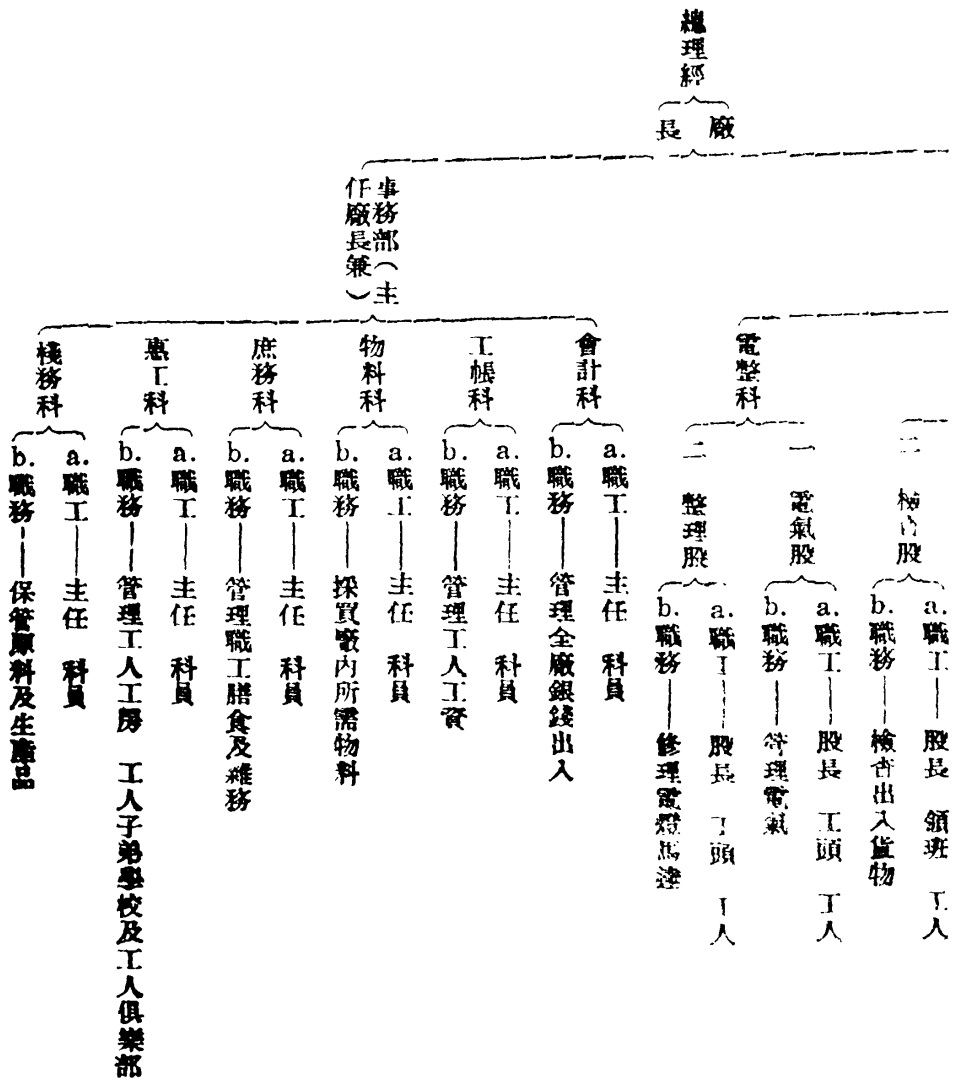 總理經
廠長
事務部（主
任廠長兼）
檢查股
a. 職工——股長 領班 工人
b. 職務——檢查出入貨物
電整科
一 電氣股
a. 職工——股長 工頭 工人
b. 職務——管理電氣
二 整理股
a. 職工——股長 工頭 工人
b. 職務——修理電燈馬達
會計科
a. 職工——主任 科員
b. 職務——管理全廠銀錢出入
工帳科
a. 職工——主任 科員
b. 職務——管理工人工資
物料科
a. 職工——主任 科員
b. 職務——採買廠內所需物料
庶務科
a. 職工——主任 科員
b. 職務——管理職工膳食及雜務
惠工科
a. 職工——主任 科員
b. 職務——管理工人工房 工人子弟學校及工人俱樂部
棧務科
a. 職工——主任 科員
b. 職務——保管原料及生產品